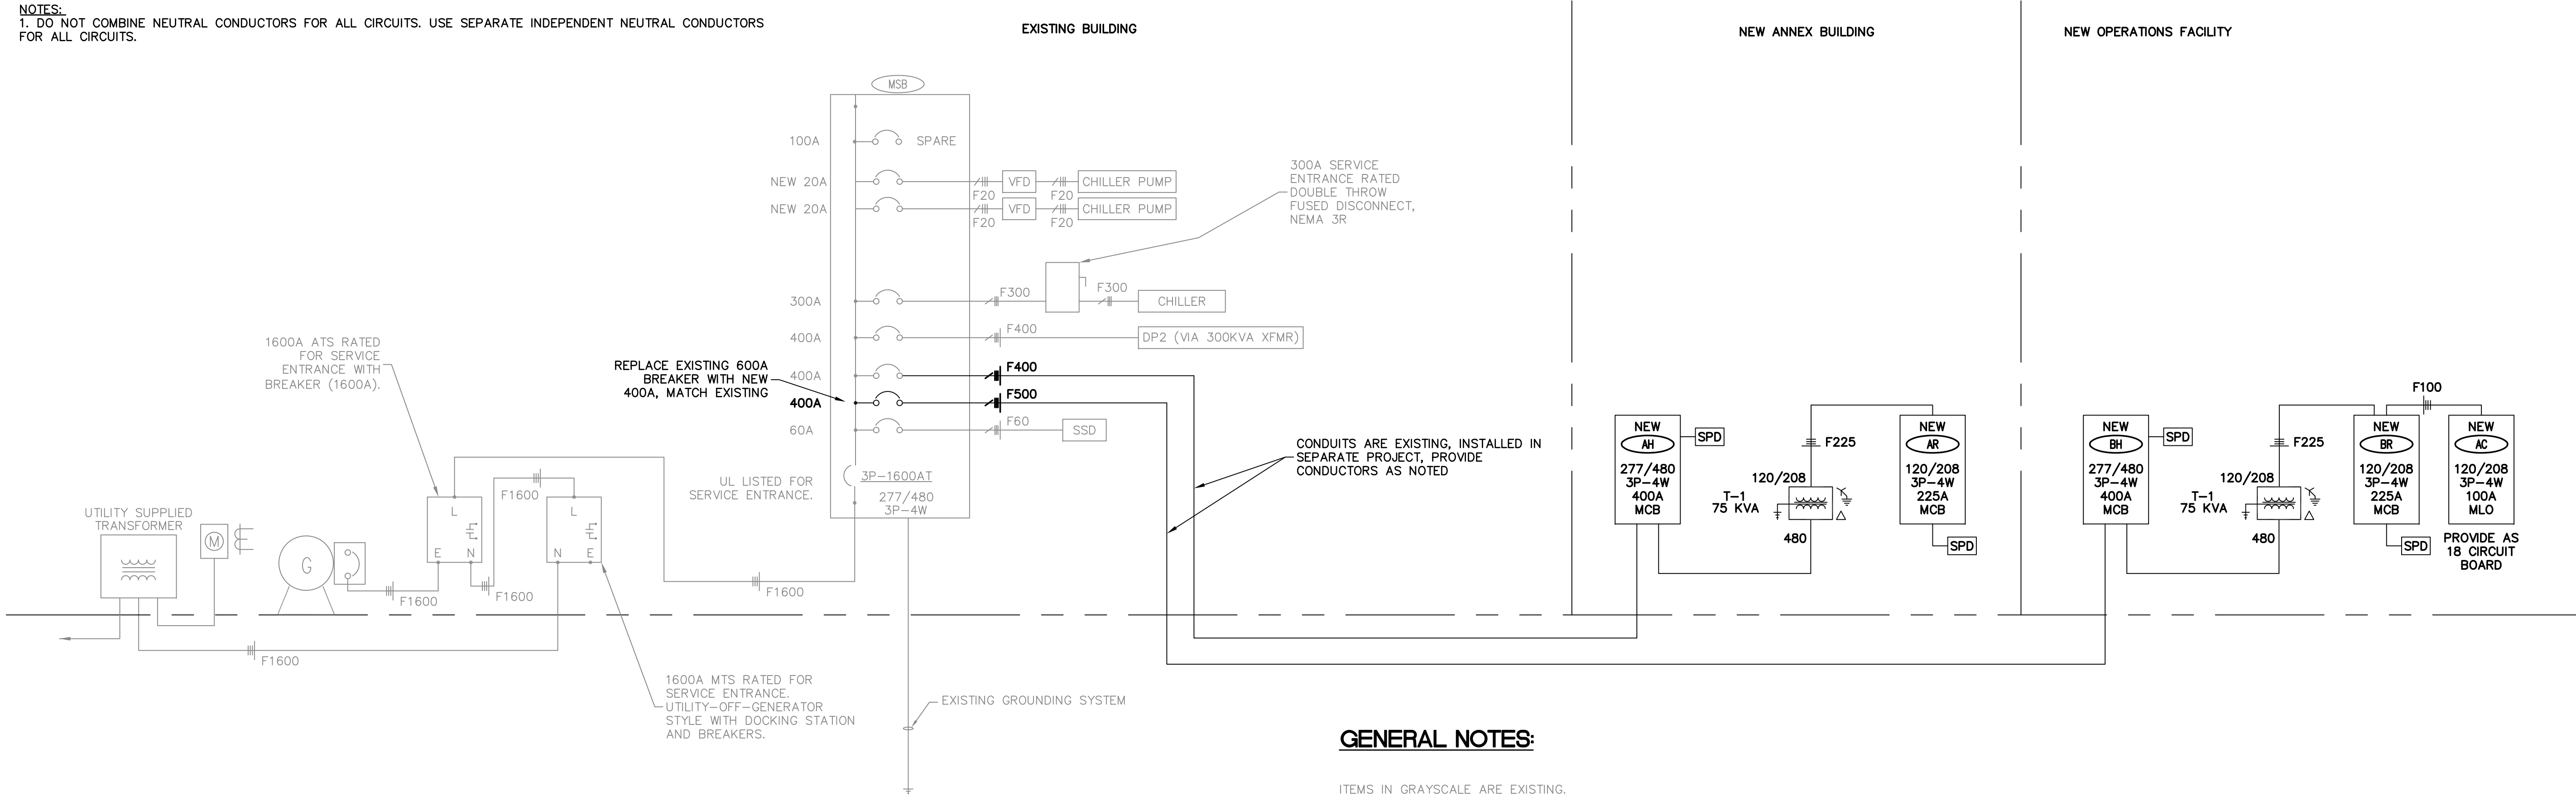 NOTES:
1. DO NOT COMBINE NEUTRAL CONDUCTORS FOR ALL CIRCUITS. USE SEPARATE INDEPENDENT NEUTRAL CONDUCTORS
FOR ALL CIRCUITS.
EXISTING BUILDING
NEW ANNEX BUILDING
NEW OPERATIONS FACILITY
MSB
100A
SPARE
NEW 20A
F20
VFD
F20
CHILLER PUMP
NEW 20A
F20
VFD
F20
CHILLER PUMP
300A SERVICE
ENTRANCE RATED
DOUBLE THROW
FUSED DISCONNECT,
NEMA 3R
300A
F300
F300
CHILLER
400A
F400
DP2 (VIA 300KVA XFMR)
400A
F400
REPLACE EXISTING 600A
BREAKER WITH NEW
400A, MATCH EXISTING
400A
F500
60A
F60
SSD
3P-1600AT
277/480
3P-4W
UL LISTED FOR
SERVICE ENTRANCE.
1600A ATS RATED
FOR SERVICE
ENTRANCE WITH
BREAKER (1600A).
UTILITY SUPPLIED
TRANSFORMER
M
G
L
E
N
L
N
E
F1600
F1600
F1600
F1600
F1600
1600A MTS RATED FOR
SERVICE ENTRANCE.
UTILITY-OFF-GENERATOR
STYLE WITH DOCKING STATION
AND BREAKERS.
EXISTING GROUNDING SYSTEM
CONDUITS ARE EXISTING, INSTALLED IN
SEPARATE PROJECT, PROVIDE
CONDUCTORS AS NOTED
NEW
AH
277/480
3P-4W
400A
MCB
SPD
F225
120/208
T-1
75 KVA
480
NEW
AR
120/208
3P-4W
225A
MCB
SPD
NEW
BH
277/480
3P-4W
400A
MCB
SPD
F225
120/208
T-1
75 KVA
480
NEW
BR
120/208
3P-4W
225A
MCB
SPD
F100
NEW
AC
120/208
3P-4W
100A
MLO
PROVIDE AS
18 CIRCUIT
BOARD
GENERAL NOTES:
ITEMS IN GRAYSCALE ARE EXISTING.